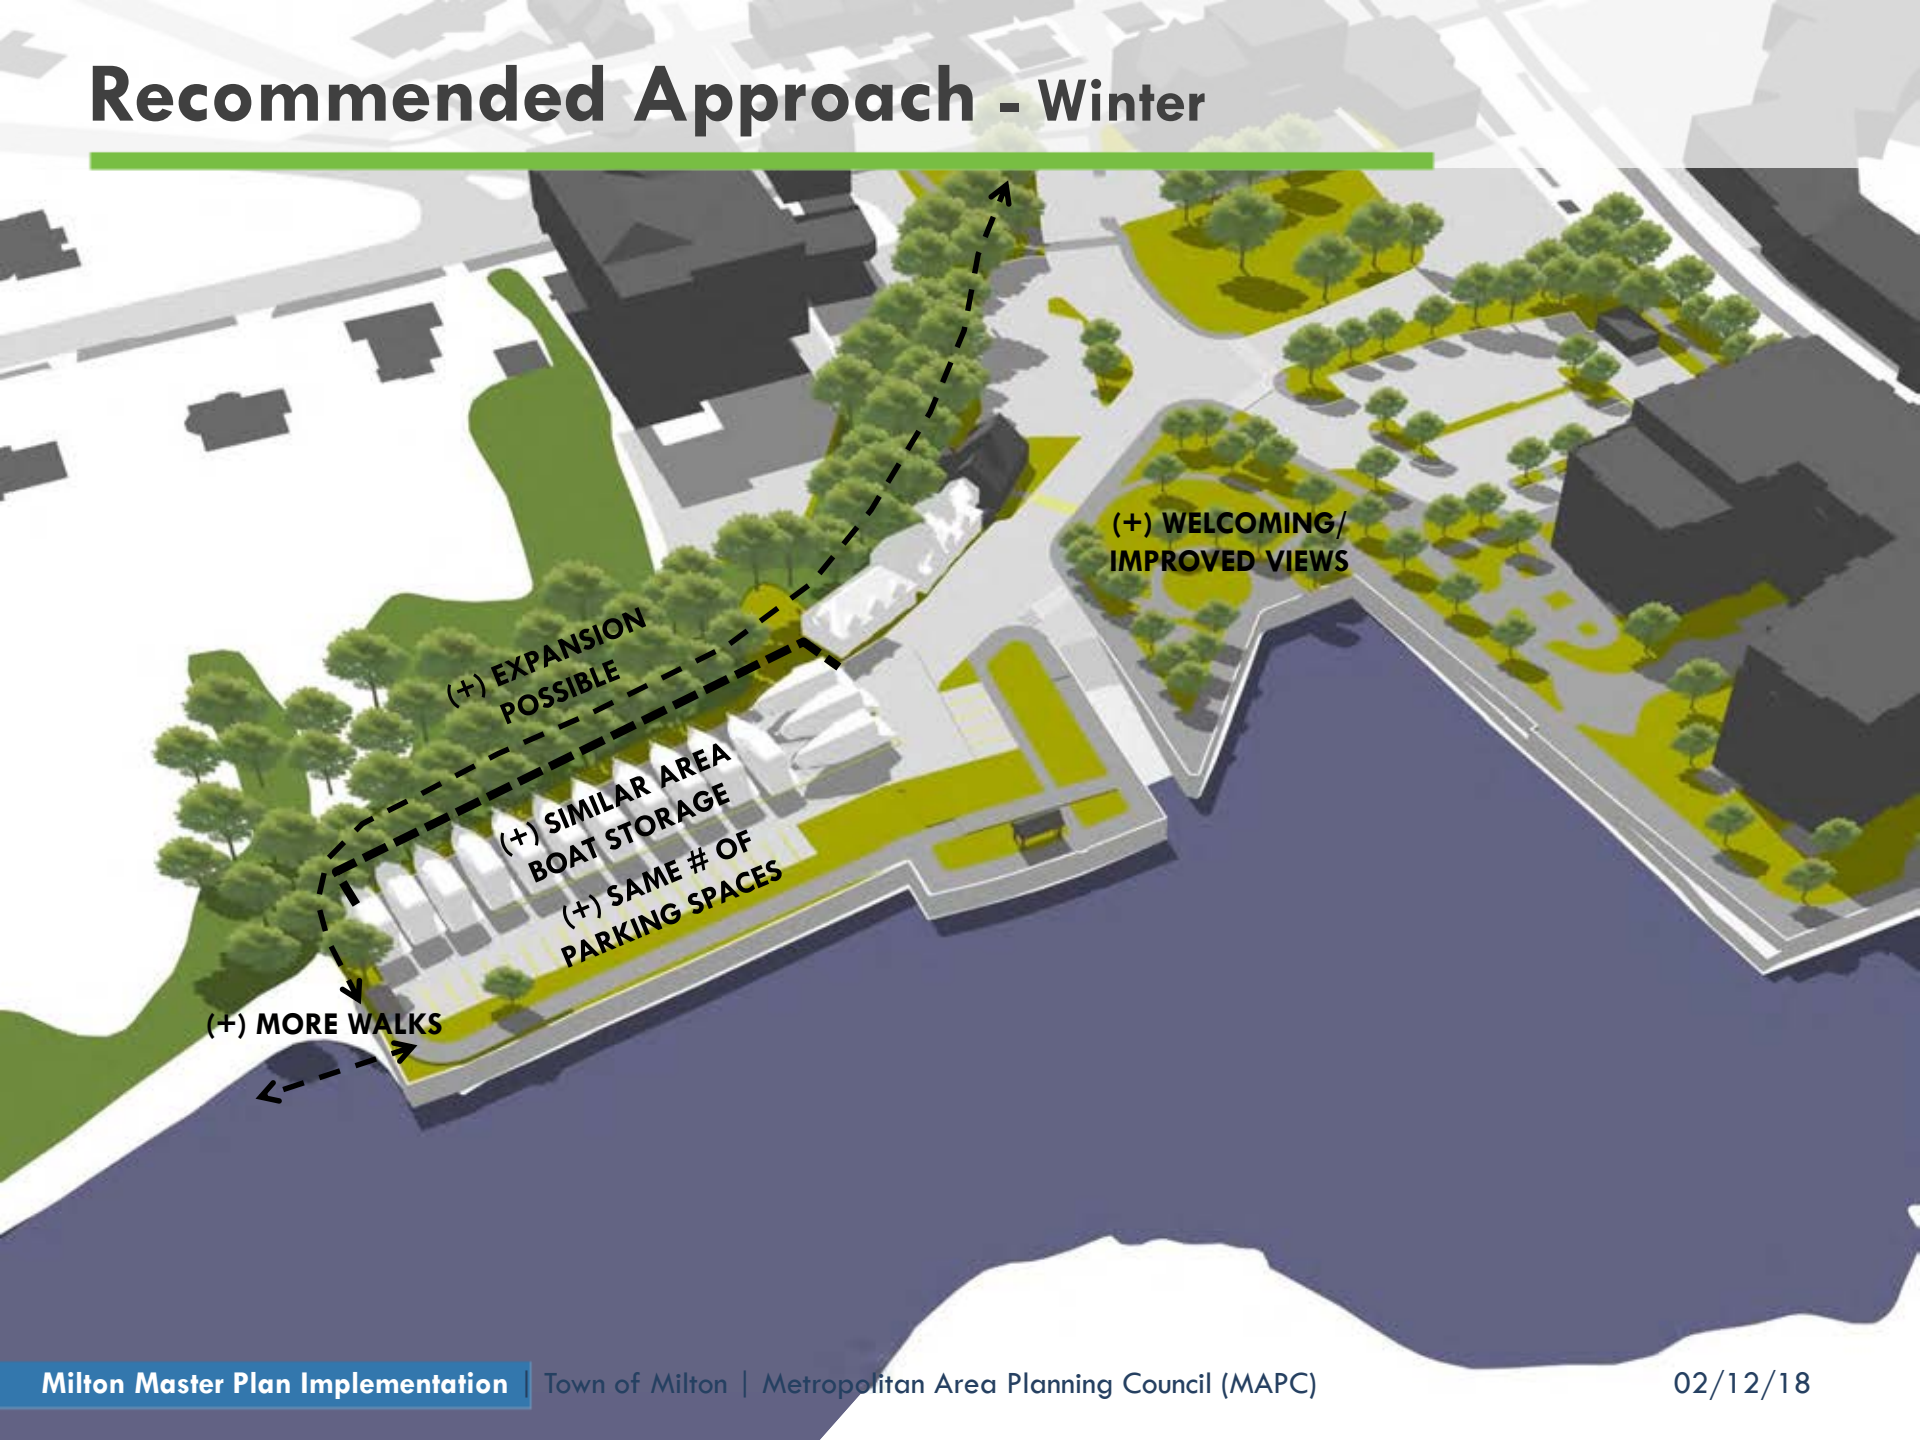 Recommended Approach - Winter
(+) WELCOMING/
IMPROVED VIEWS
(+) EXPANSION
POSSIBLE
(+) SIMILAR AREA
BOAT STORAGE
(+) SAME # OF
PARKING SPACES
(+) MORE WALKS
Milton Master Plan Implementation | Town of Milton | Metropolitan Area Planning Council (MAPC) 02/12/18